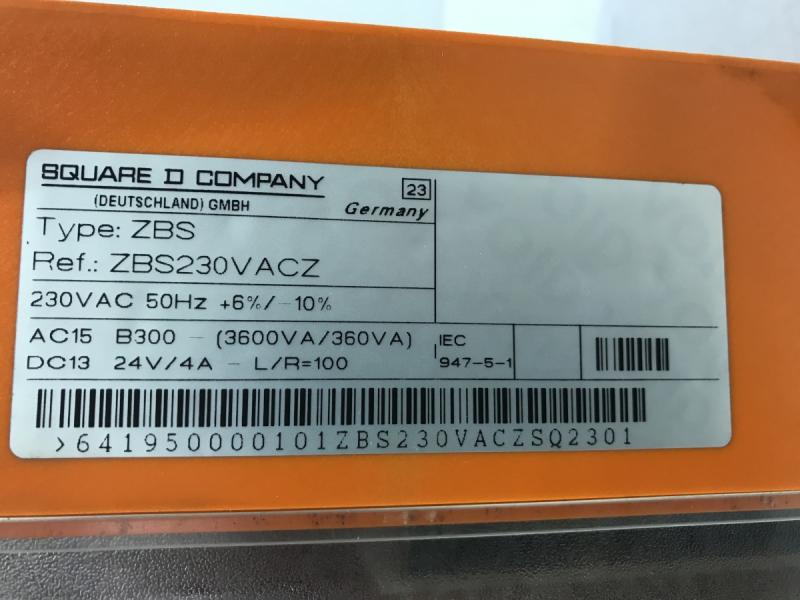 SQUARE D COMPANY
(DEUTSCHLAND) GMBH
23
Germany
Type: ZBS
Ref.: ZBS230VACZ
230VAC 50Hz +6%/-10%
AC15 B300 - (3600VA/360VA)
DC13 24V/4A - L/R=100
IEC
947-5-1
>641950000101ZBS230VACZSQ2301